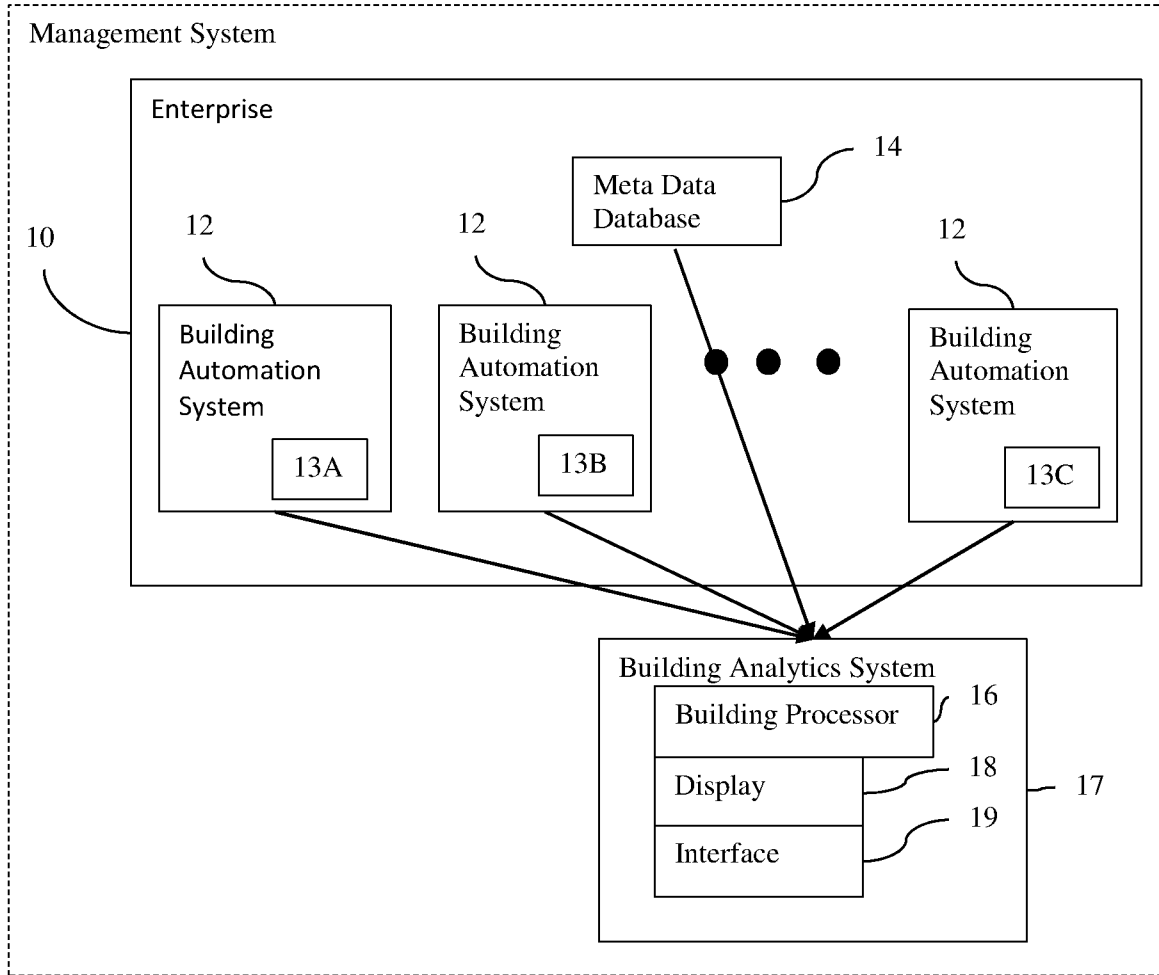 Management System
Enterprise
14
Meta Data
Database
12
12
12
10
Building
Automation
System
13A
Building
Automation
System
13B
Building
Automation
System
13C
Building Analytics System
Building Processor
16
Display
18
17
Interface
19